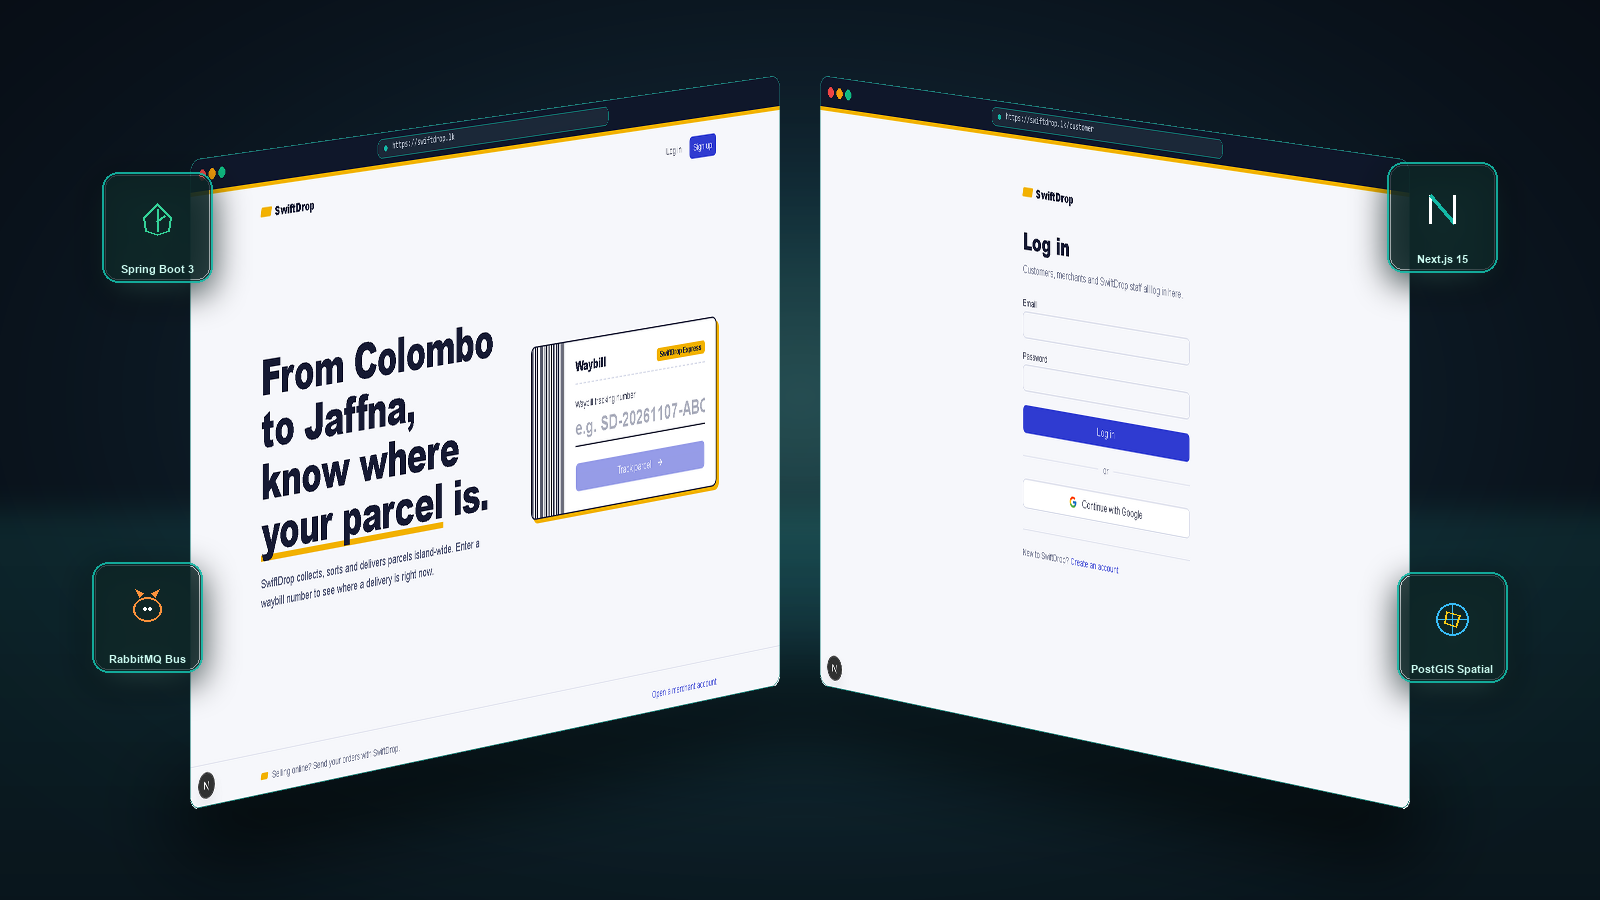 https://swiftdrop.lk
Log in
Sign up
SwiftDrop
From Colombo
to Jaffna,
know where
your parcel is.
SwiftDrop collects, sorts and delivers parcels island-wide. Enter a
waybill number to see where a delivery is right now.
Waybill
SwiftDrop Express
Waybill tracking number
e.g. SD-20261107-ABC
Track parcel →
Selling online? Send your orders with SwiftDrop.
Open a merchant account
N
https://swiftdrop.lk/customer
SwiftDrop
Log in
Customers, merchants and SwiftDrop staff all log in here.
Email
Password
Log in
or
G Continue with Google
New to SwiftDrop? Create an account
N
Spring Boot 3
RabbitMQ Bus
N
Next.js 15
PostGIS Spatial